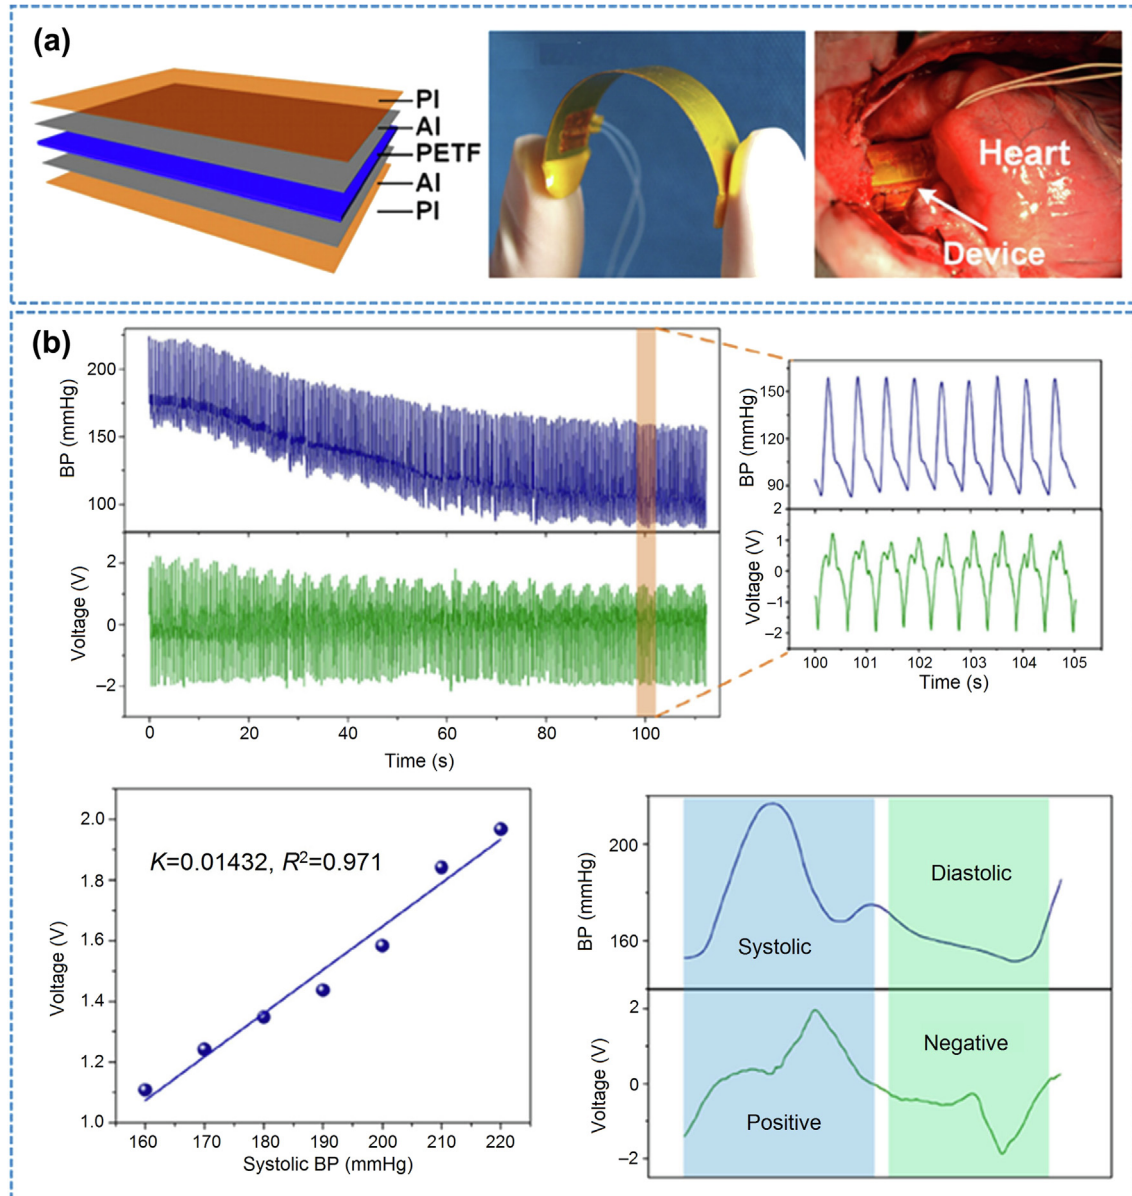 (a)
PI
Al
PETF
Al
PI
Heart
Device
(b)
BP (mmHg)
200
150
100
Voltage (V)
2
0
−2
0 20 40 60 80 100
Time (s)
BP (mmHg)
150
120
90
2
Voltage (V)
2
1
0
−1
−2
100 101 102 103 104 105
Time (s)
Voltage (V)
2.0
1.8
1.6
1.4
1.2
1.0
K=0.01432, R²=0.971
160 170 180 190 200 210 220
Systolic BP (mmHg)
BP (mmHg)
200
160
Systolic
Diastolic
Voltage (V)
2
0
−2
Positive
Negative